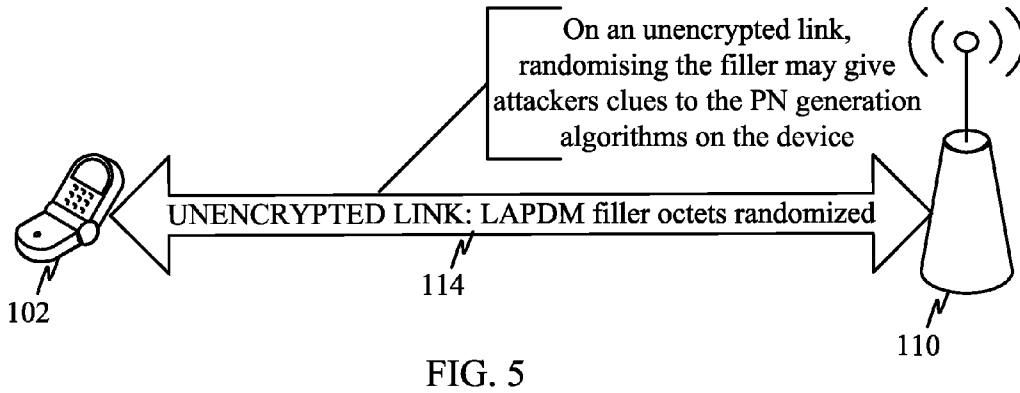 On an unencrypted link,
randomising the filler may give
attackers clues to the PN generation
algorithms on the device
UNENCRYPTED LINK: LAPDM filler octets randomized
114
102
110
FIG. 5